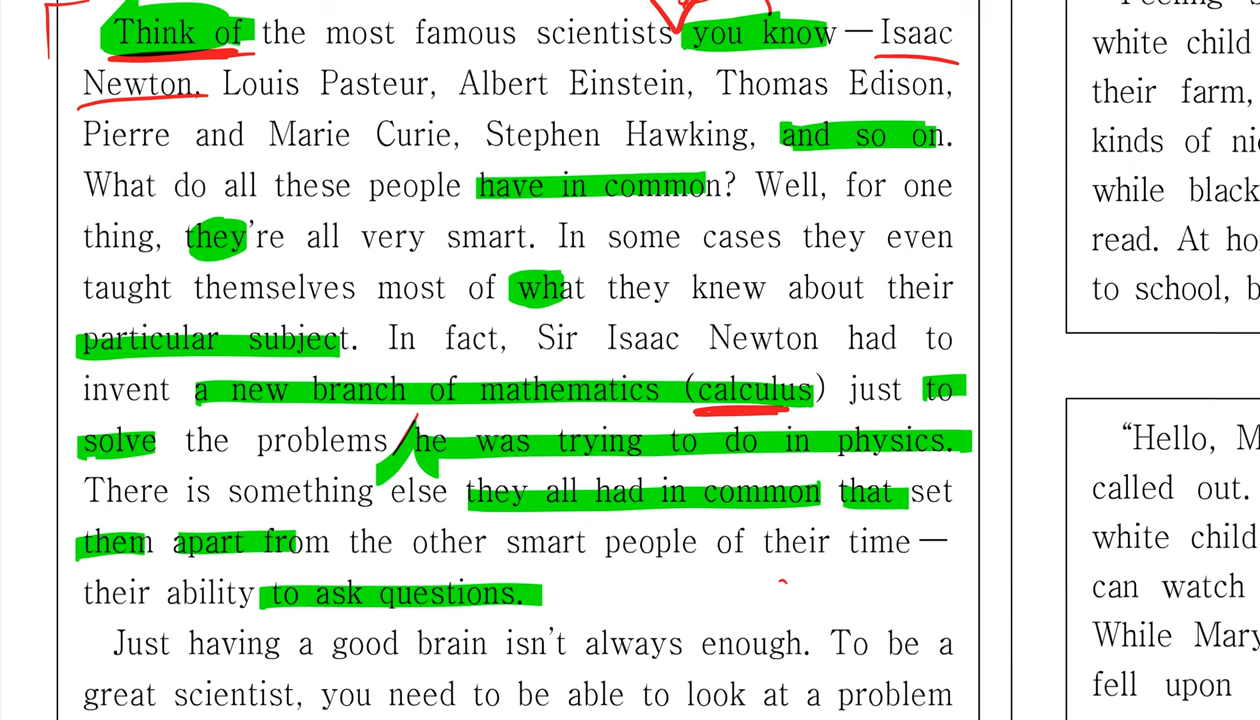 Think of the most famous scientists you know—Isaac
Newton, Louis Pasteur, Albert Einstein, Thomas Edison,
Pierre and Marie Curie, Stephen Hawking, and so on.
What do all these people have in common? Well, for one
thing, they're all very smart. In some cases they even
taught themselves most of what they knew about their
particular subject. In fact, Sir Isaac Newton had to
invent a new branch of mathematics (calculus) just to
solve the problems he was trying to do in physics.
There is something else they all had in common that set
them apart from the other smart people of their time—
their ability to ask questions.
Just having a good brain isn't always enough. To be a
great scientist, you need to be able to look at a problem
"Feeling
white child
their farm,
kinds of
while black
read. At
to school,
“Hello,
called out.
white child
can watch
While Mary
fell upon